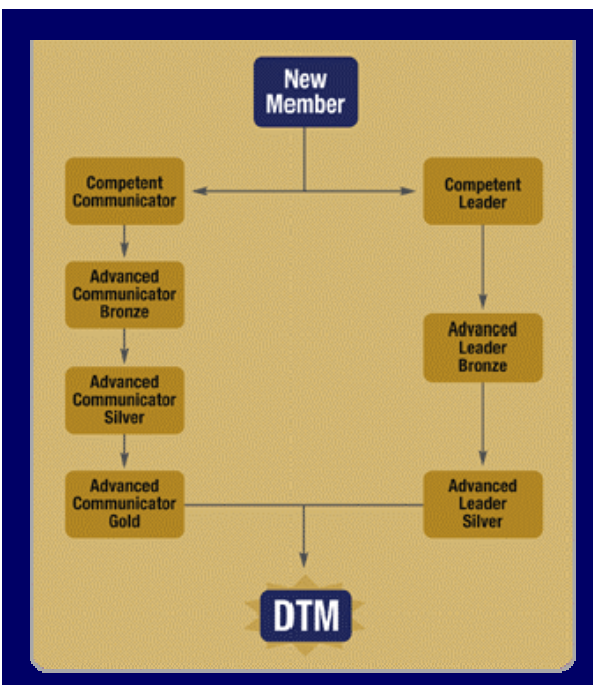 New
Member
Competent
Communicator
Competent
Leader
Advanced
Communicator
Bronze
Advanced
Leader
Bronze
Advanced
Communicator
Silver
Advanced
Communicator
Gold
Advanced
Leader
Silver
DTM